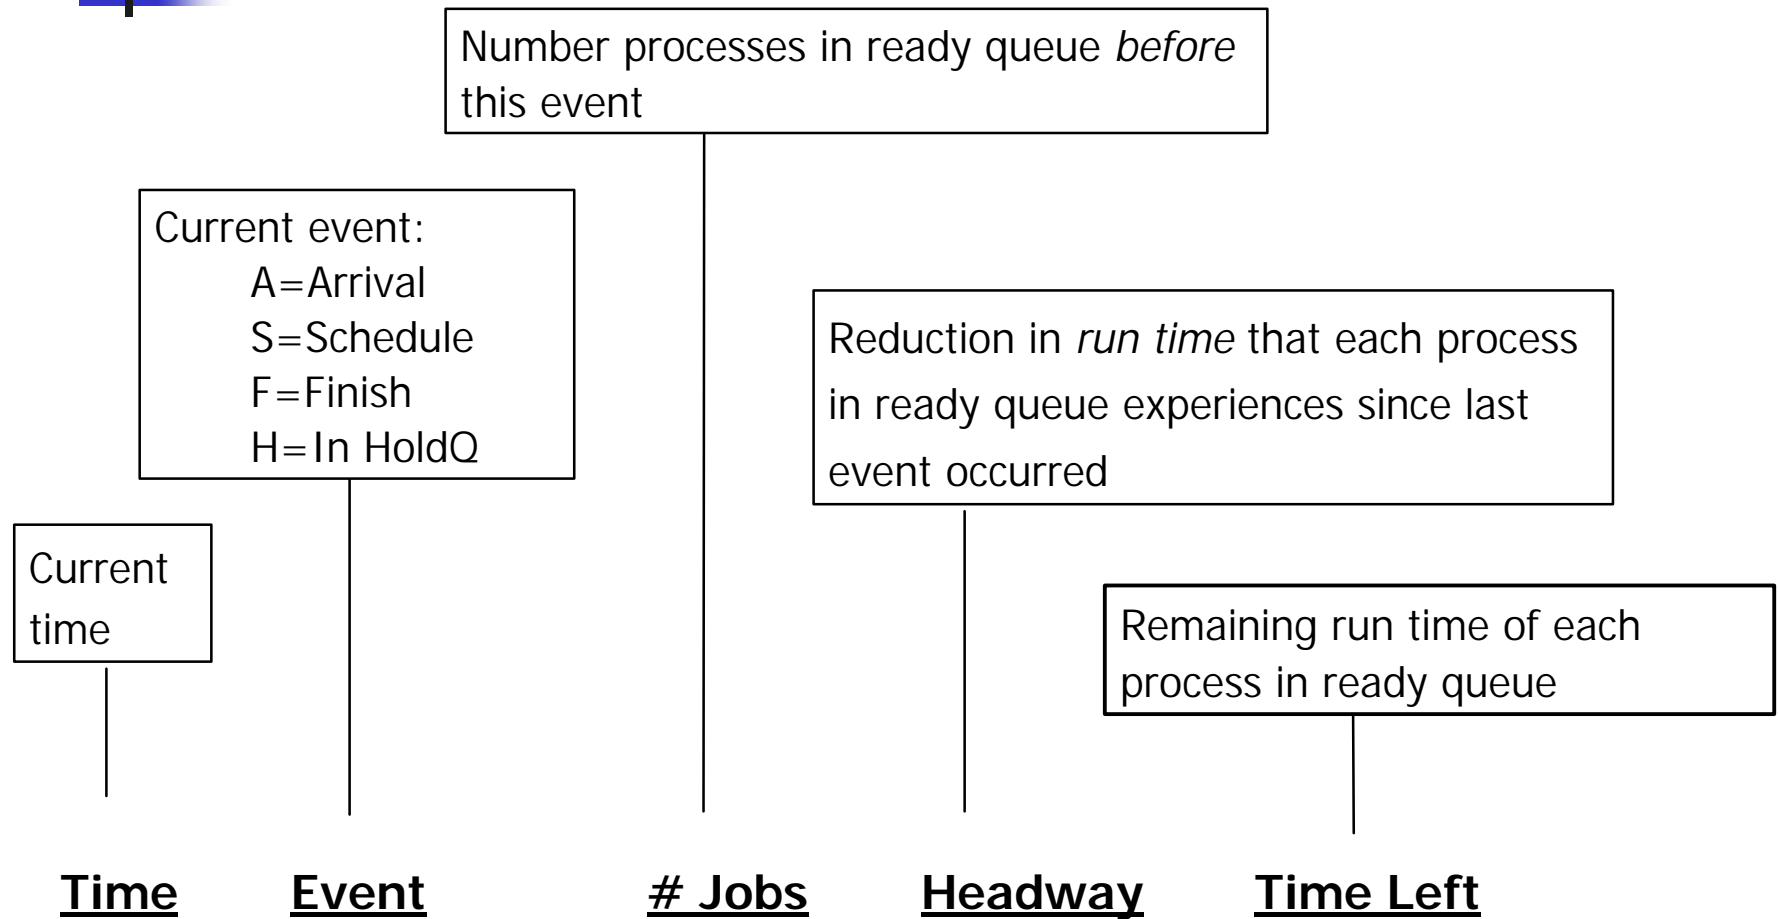 Number processes in ready queue before
this event
Current event:
A=Arrival
S=Schedule
F=Finish
H=In HoldQ
Reduction in run time that each process
in ready queue experiences since last
event occurred
Current
time
Remaining run time of each
process in ready queue
Time Event # Jobs Headway Time Left